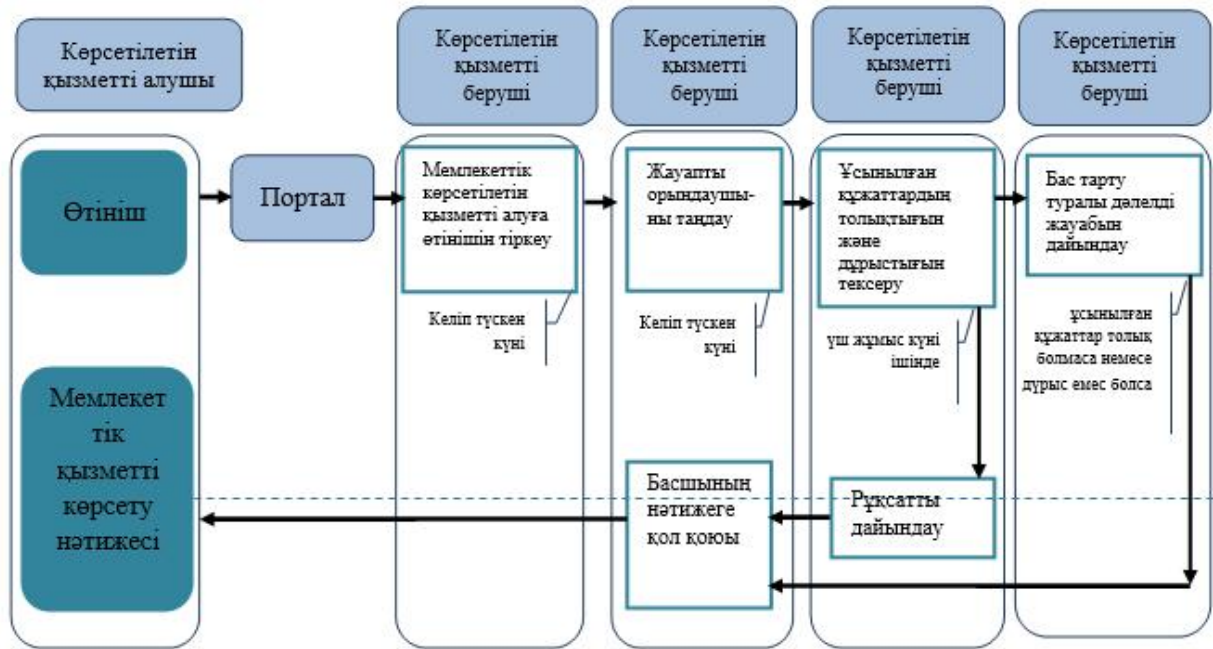 Көрсетілетін
қызметті алушы
Көрсетілетін
қызметті
беруші
Көрсетілетін
қызметті
беруші
Көрсетілетін
қызметті
беруші
Көрсетілетін
қызметті
беруші
Өтініш
Портал
Мемлекеттік
көрсетілетін
қызметті алуға
өтінішін тіркеу
Жауапты
орындаушы-
ны таңдау
Ұсынылған
құжаттардың
толықтығын
және
дұрыстығын
тексеру
Бас тарту
туралы дәлелді
жауабын
дайындау
Келіп түскен
күні
Келіп түскен
күні
үш жұмыс күні
ішінде
ұсынылған
құжаттар толық
болмаса немесе
дұрыс емес болса
Мемлекет
тік
қызметті
көрсету
нәтижесі
Басшының
нәтижеге
қол қоюы
Рұқсатты
дайындау